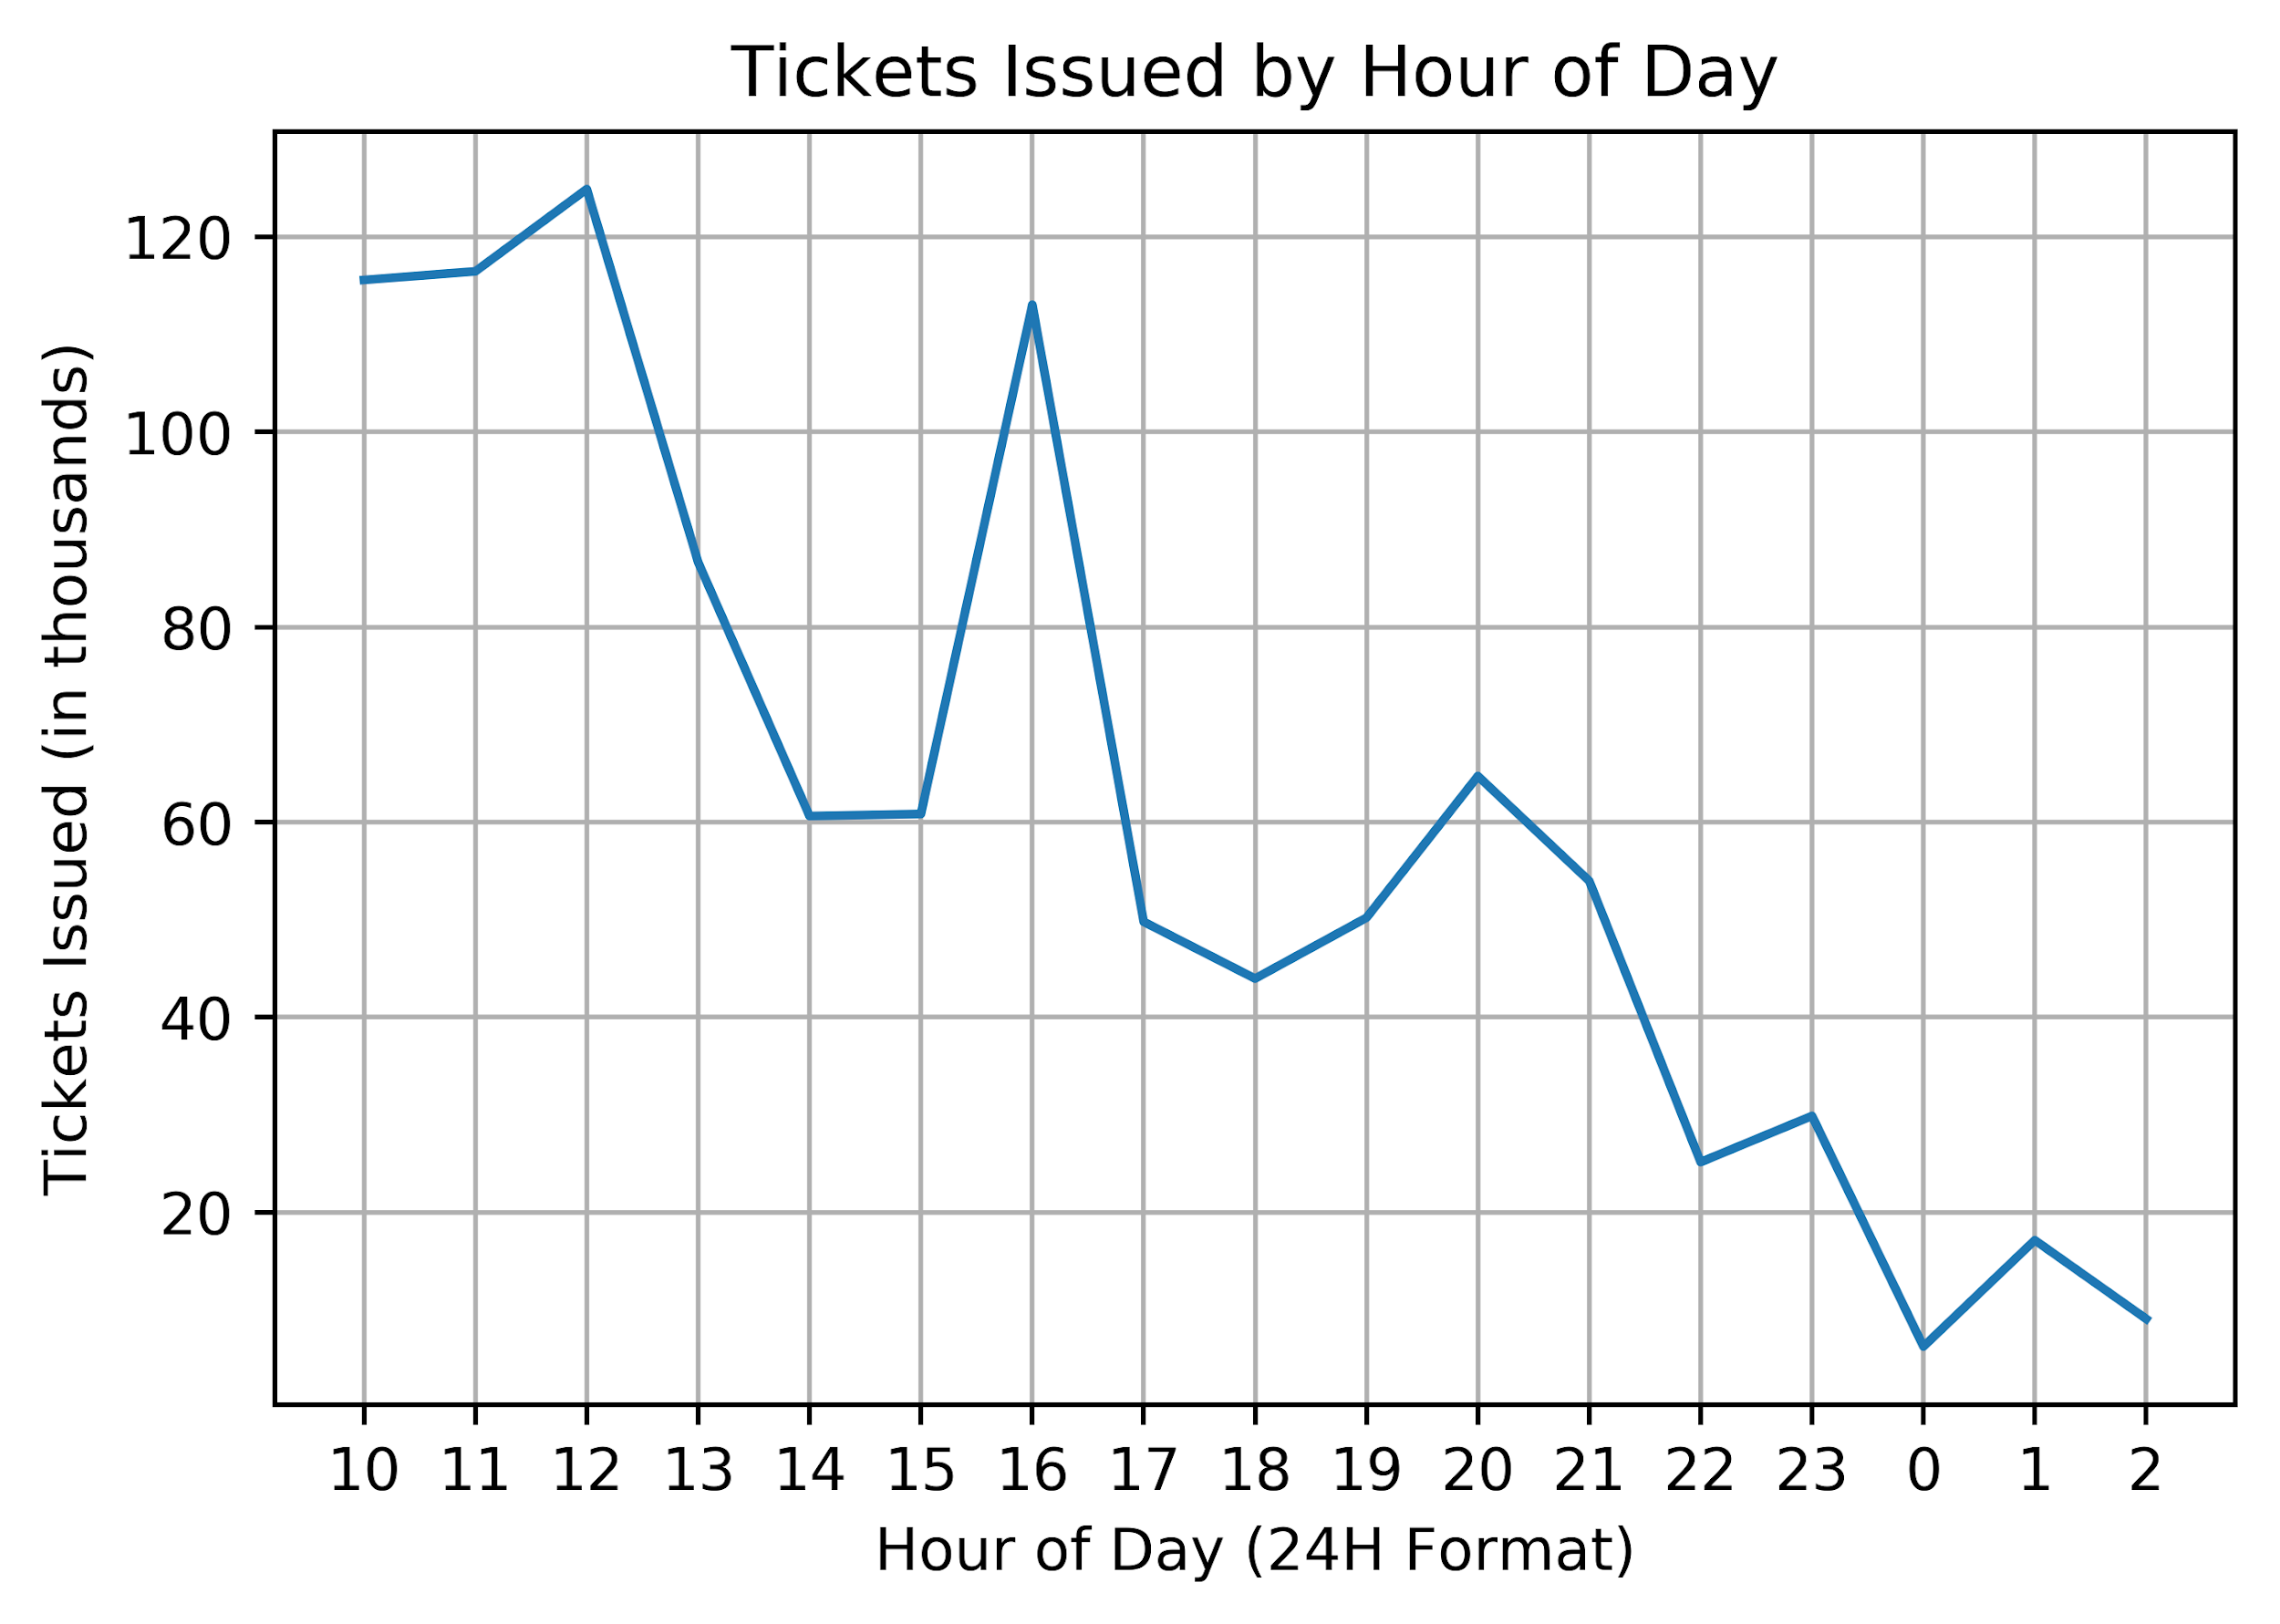 Tickets Issued by Hour of Day
Tickets Issued (in thousands)
120
100
80
60
40
20
10 11 12 13 14 15 16 17 18 19 20 21 22 23 0 1 2
Hour of Day (24H Format)